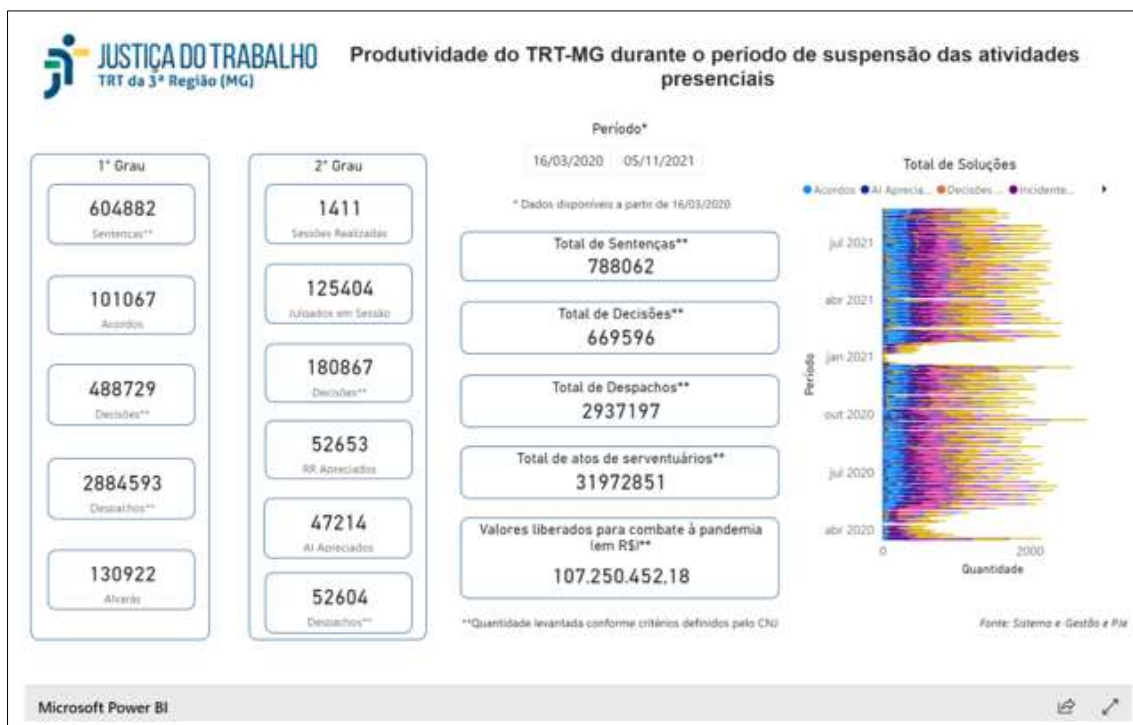 JUSTIÇA DO TRABALHO
TRT da 3ª Região (MG)
Produtividade do TRT-MG durante o período de suspensão das atividades
presenciais
Período*
16/03/2020 05/11/2021
* Dados disponíveis a partir de 16/03/2020
1° Grau
604882
Sentenças**
101067
Acordos
488729
Decisões**
2884593
Despachos**
130922
Alvarás
2° Grau
1411
Sessões Realizadas
125404
Julgados em Sessão
180867
Decisões**
52653
RR Apreciados
47214
AI Apreciados
52604
Despachos**
Total de Sentenças**
788062
Total de Decisões**
669596
Total de Despachos**
2937197
Total de atos de serventuários**
31972851
Valores liberados para combate à pandemia
(em R$)**
107.250.452,18
**Quantidade levantada conforme critérios definidos pelo CNJ
Total de Soluções
Acordos AI Aprecia... Decisões ... Incidente...
jul 2021
abr 2021
jan 2021
out 2020
jul 2020
abr 2020
Período
0 2000
Quantidade
Fonte: Sistema e-Gestão e PJe
Microsoft Power BI